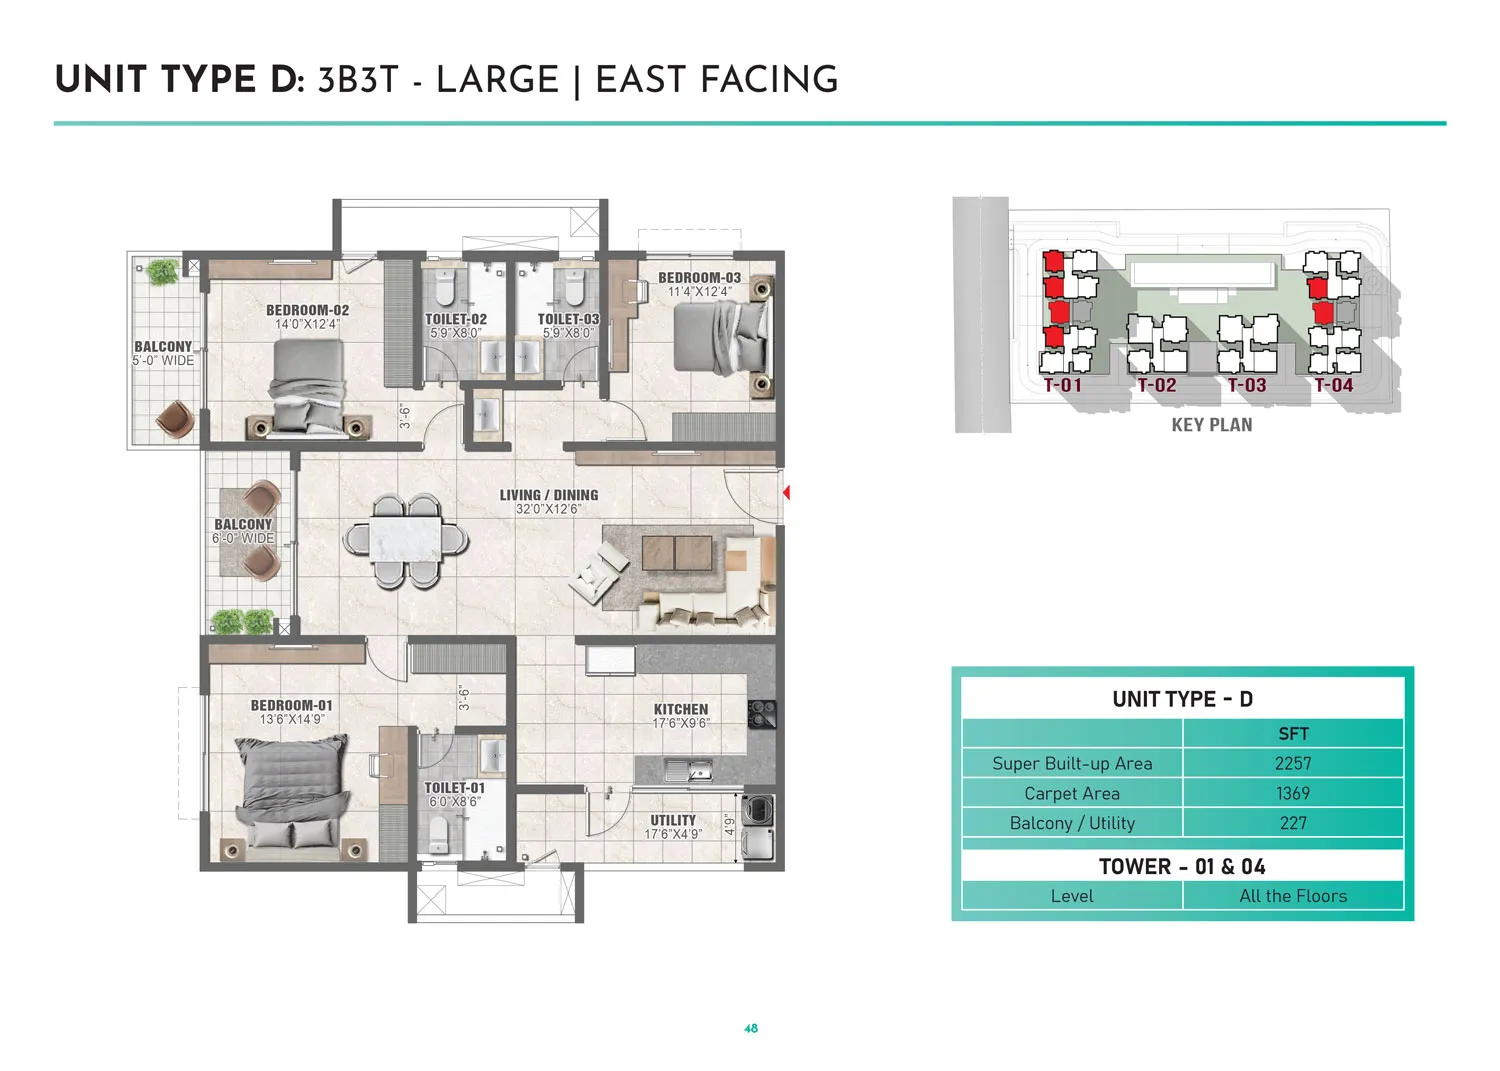 UNIT TYPE D: 3B3T - LARGE | EAST FACING
BEDROOM-02
14'0"X12'4"
TOILET-02
5'9"X8'0"
TOILET-03
5'9"X8'0"
BEDROOM-03
11'4"X12'4"
BALCONY
5'-0" WIDE
3'-6"
LIVING / DINING
32'0"X12'6"
BALCONY
6'-0" WIDE
BEDROOM-01
13'6"X14'9"
3'-6"
KITCHEN
17'6"X9'6"
TOILET-01
6'0"X8'6"
UTILITY
17'6"X4'9"
4'9"
T-01
T-02
T-03
T-04
KEY PLAN
UNIT TYPE - D
SFT
Super Built-up Area 2257
Carpet Area 1369
Balcony / Utility 227
TOWER - 01 & 04
Level All the Floors
48